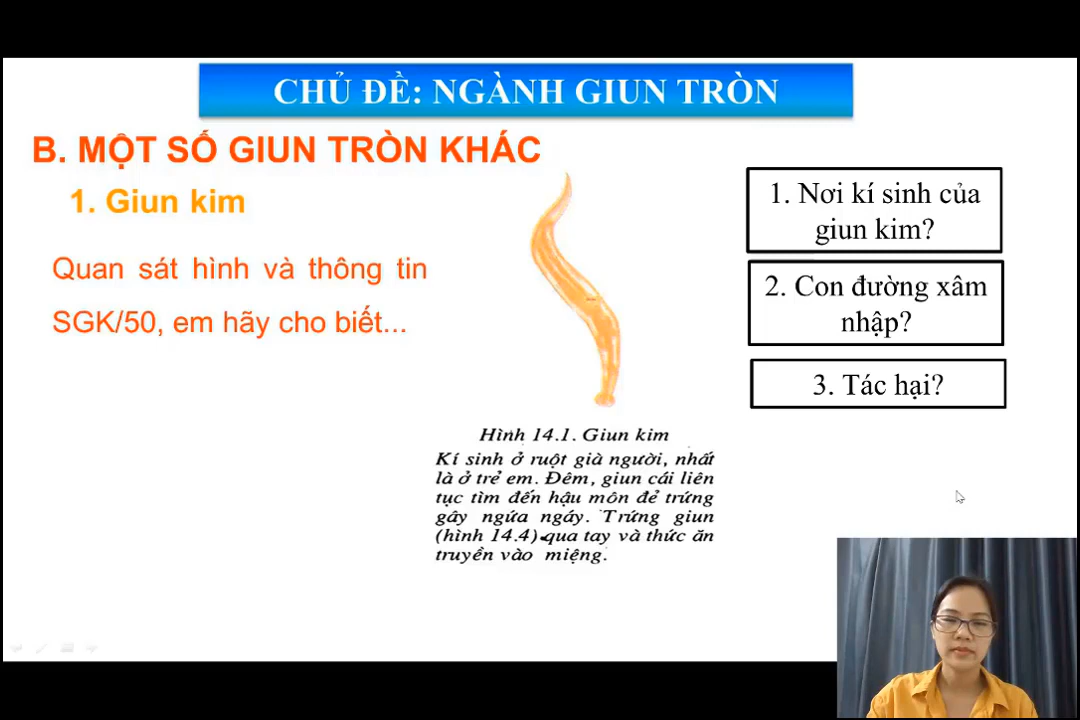 CHỦ ĐỀ: NGÀNH GIUN TRÒN
B. MỘT SỐ GIUN TRÒN KHÁC
1. Giun kim
Quan sát hình và thông tin
SGK/50, em hãy cho biết...
Hình 14.1. Giun kim
Kí sinh ở ruột già người, nhất
là ở trẻ em. Đêm, giun cái liên
tục tìm đến hậu môn đẻ trứng
gây ngứa ngáy. Trứng giun
(hình 14.4) qua tay và thức ăn
truyền vào miệng.
1. Nơi kí sinh của
giun kim?
2. Con đường xâm
nhập?
3. Tác hại?